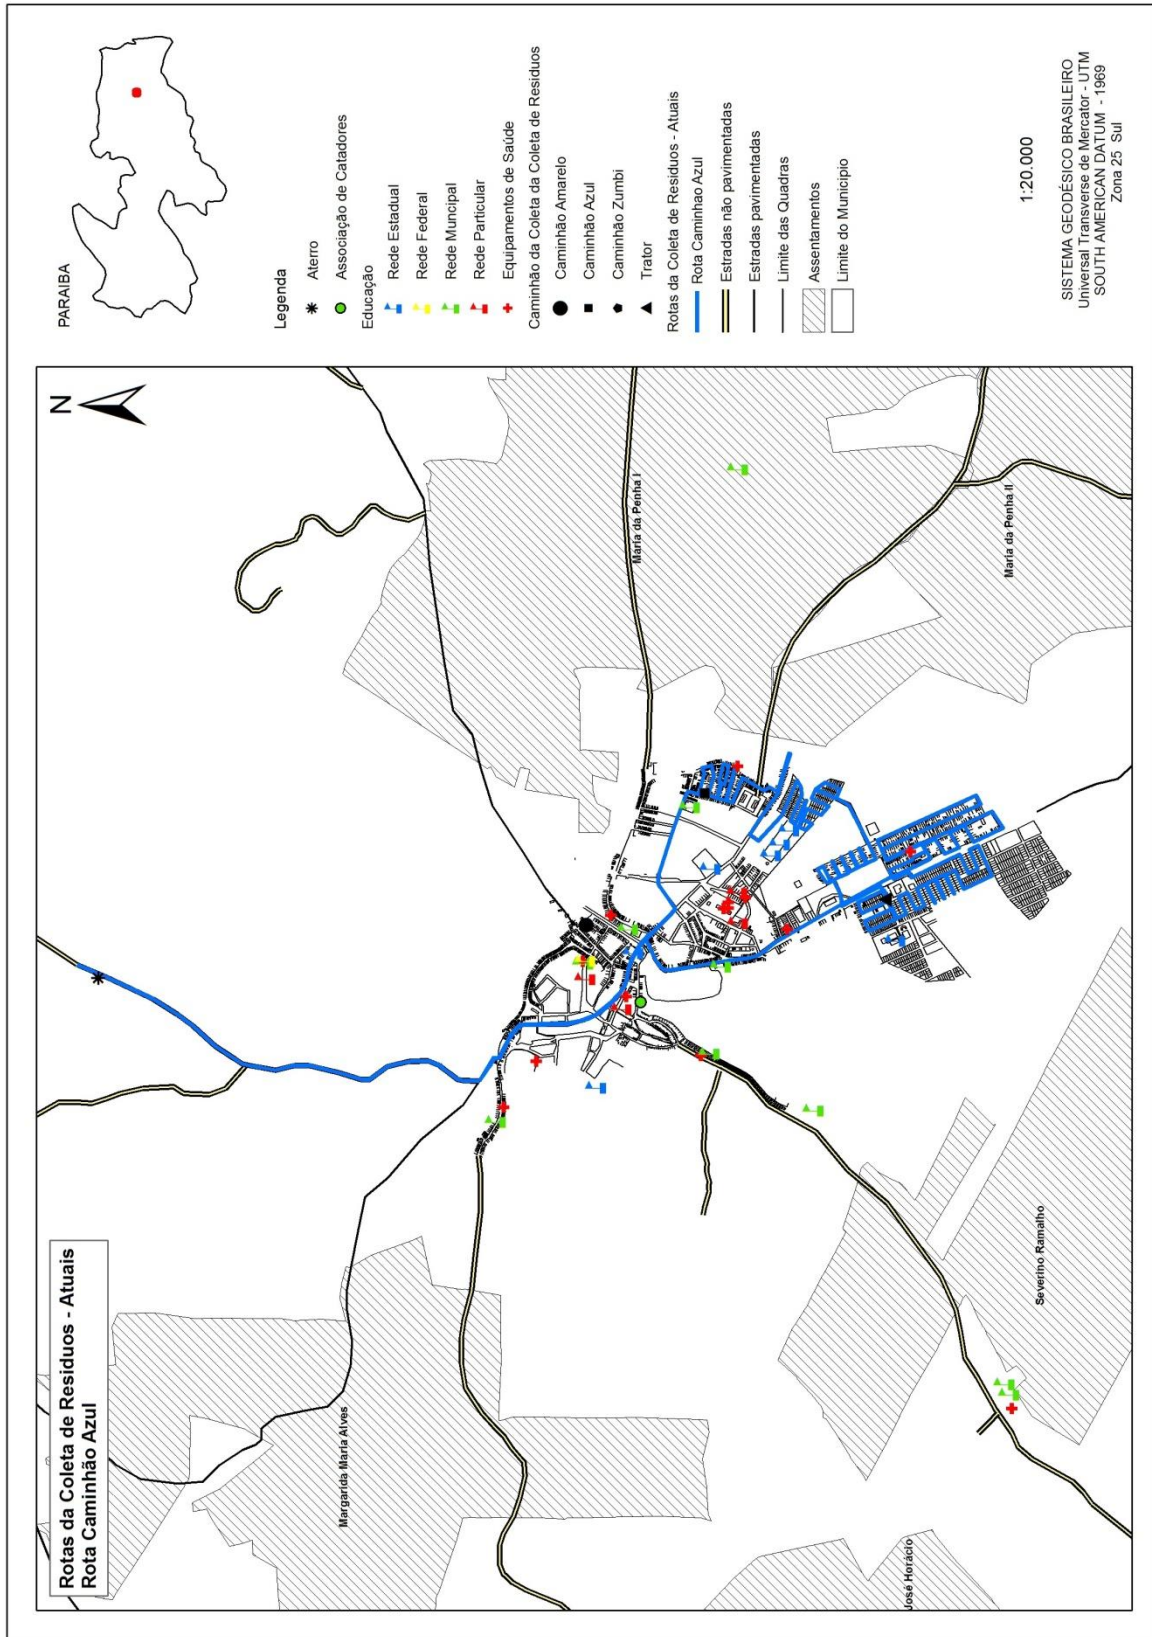 Rotas da Coleta de Residuos - Atuais
Rota Caminhão Azul
N
Margarida Maria Alves
Maria da Penha I
Maria da Penha II
Severino Ramalho
José Horácio
PARAIBA
Legenda
Aterro
Associação de Catadores
Educação
Rede Estadual
Rede Federal
Rede Muncipal
Rede Particular
Equipamentos de Saúde
Caminhão da Coleta da Coleta de Resíduos
Caminhão Amarelo
Caminhão Azul
Caminhão Zumbi
Trator
Rotas da Coleta de Residuos - Atuais
Rota Caminhao Azul
Estradas não pavimentadas
Estradas pavimentadas
Limite das Quadras
Assentamentos
Limite do Municipio
1:20.000
SISTEMA GEODÉSICO BRASILEIRO
Universal Transverse de Mercator - UTM
SOUTH AMERICAN DATUM - 1969
Zona 25 Sul